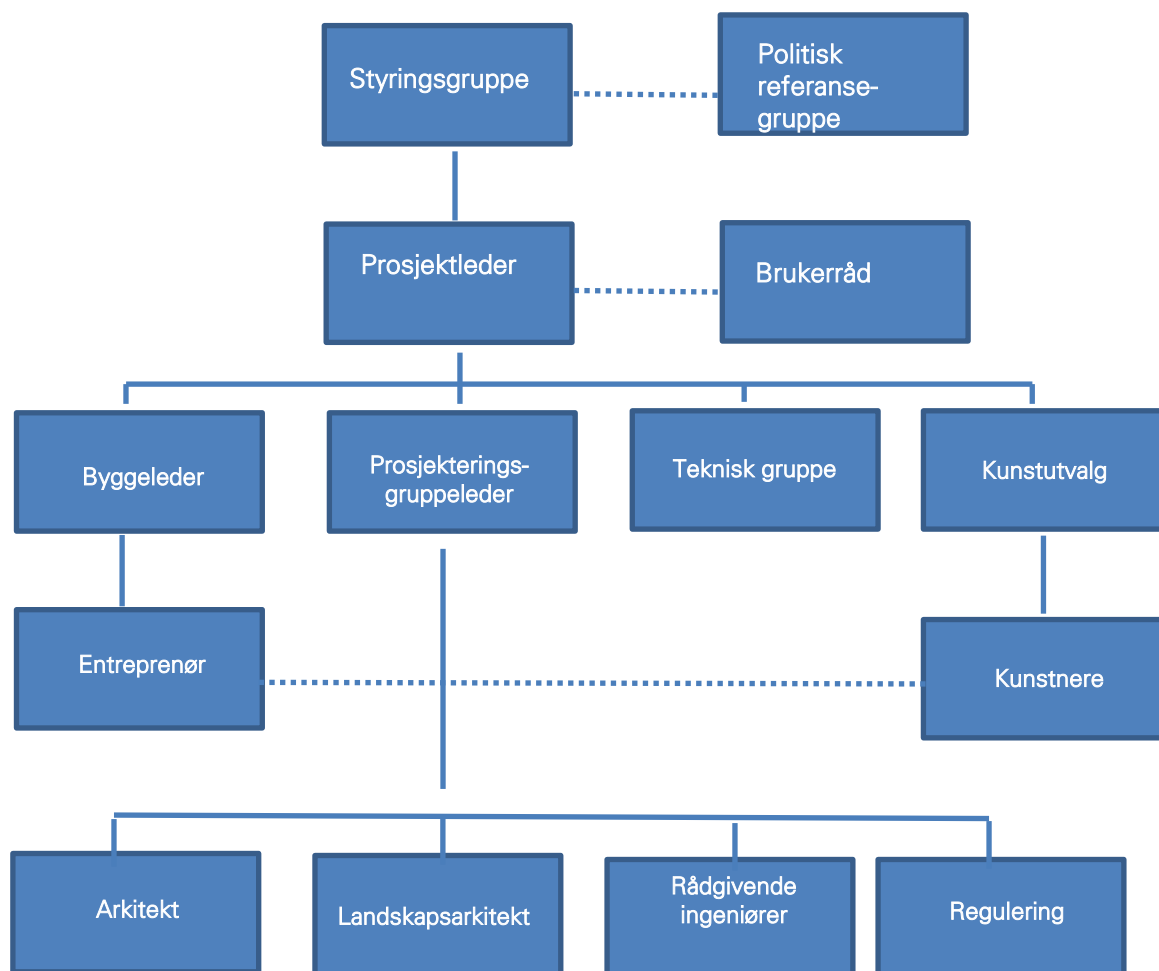 Styringsgruppe
Politisk
referanse-
gruppe
Prosjektleder
Brukerråd
Byggeleder
Prosjekterings-
gruppeleder
Teknisk gruppe
Kunstutvalg
Entreprenør
Kunstnere
Arkitekt
Landskapsarkitekt
Rådgivende
ingeniører
Regulering